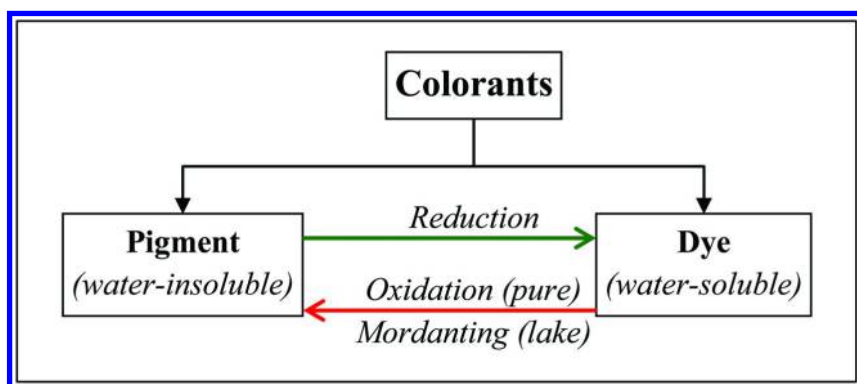 Colorants
Reduction
Pigment
(water-insoluble)
Dye
(water-soluble)
Oxidation (pure)
Mordanting (lake)